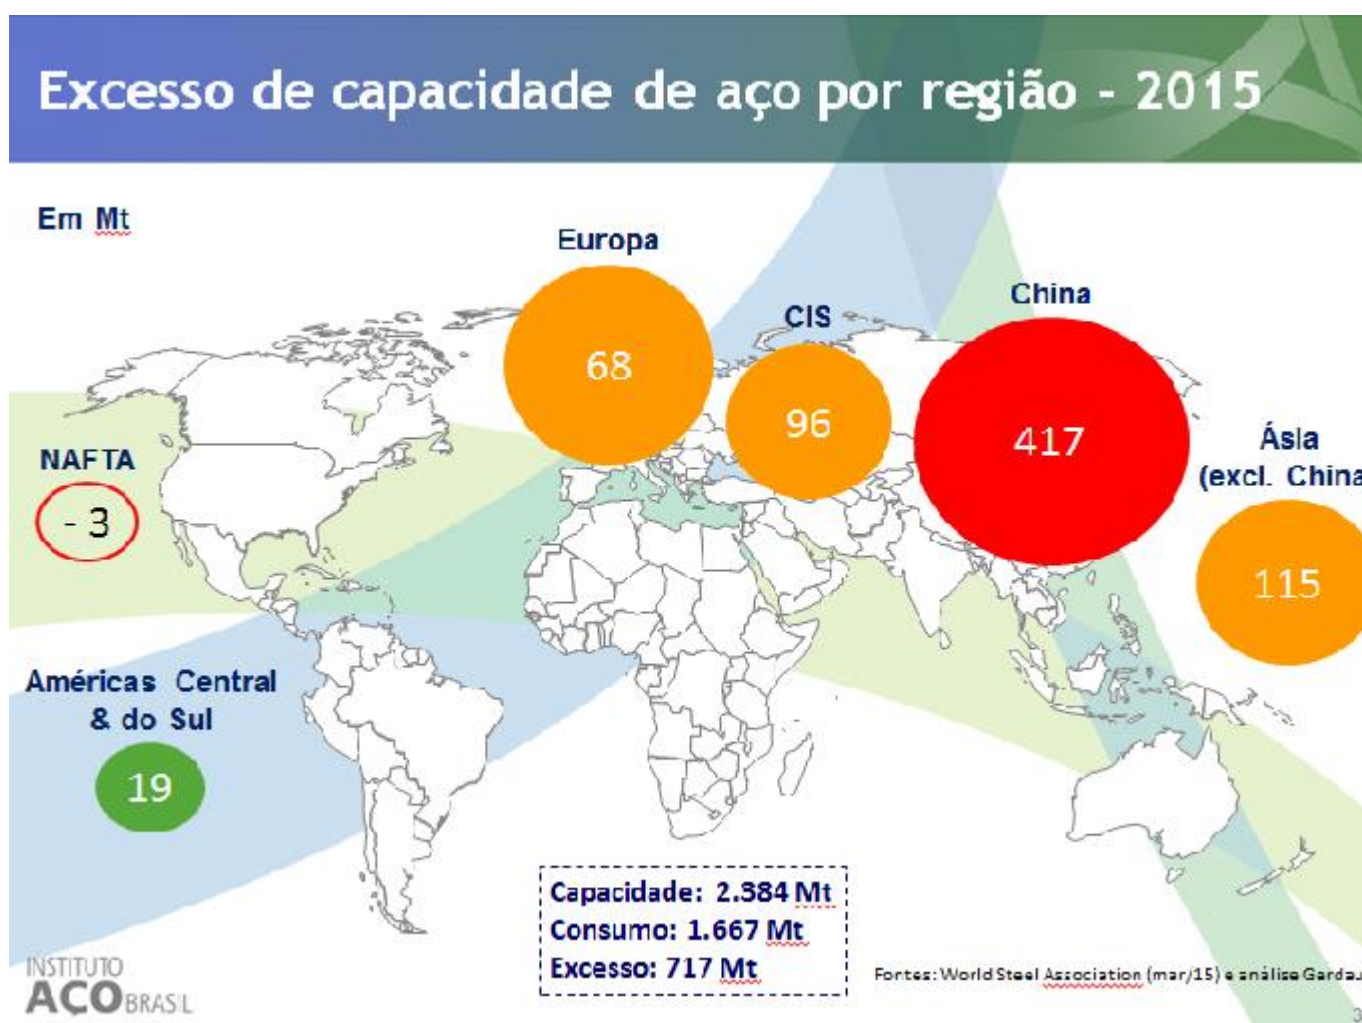 Excesso de capacidade de aço por região - 2015
Em Mt
Europa
68
CIS
96
China
417
Ásia
(excl. China
115
NAFTA
- 3
Américas Central
& do Sul
19
Capacidade: 2.384 Mt
Consumo: 1.667 Mt
Excesso: 717 Mt
INSTITUTO
AÇO BRASIL
Fontes: World Steel Association (mar/15) e análise Gerdau
3